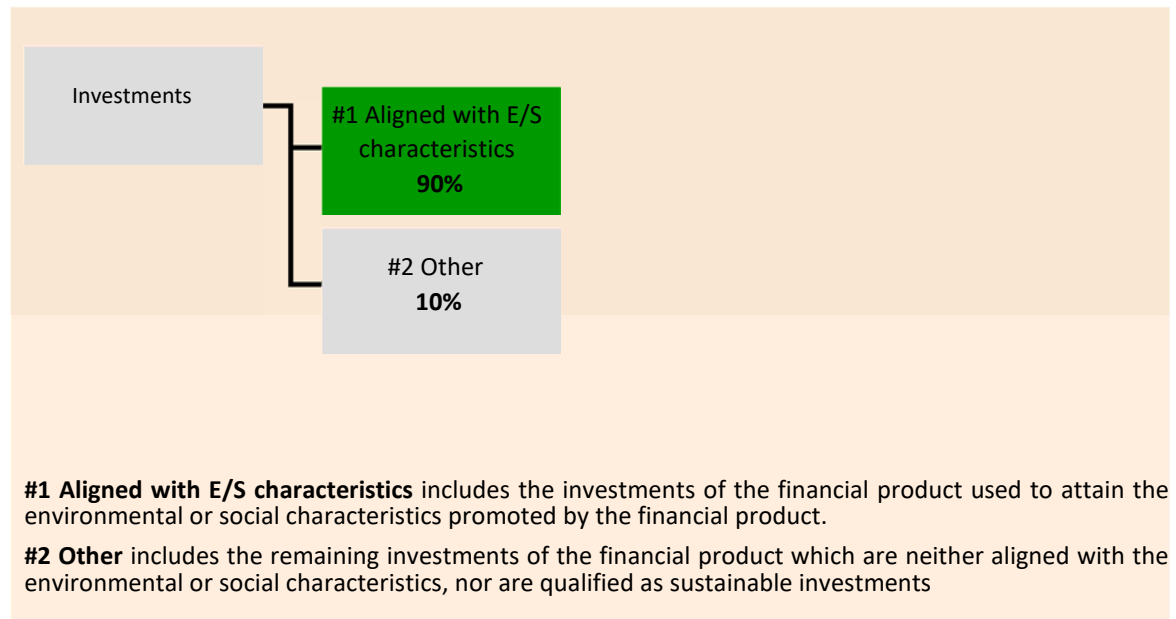 Investments
#1 Aligned with E/S
characteristics
90%
#2 Other
10%
#1 Aligned with E/S characteristics includes the investments of the financial product used to attain the
environmental or social characteristics promoted by the financial product.
#2 Other includes the remaining investments of the financial product which are neither aligned with the
environmental or social characteristics, nor are qualified as sustainable investments